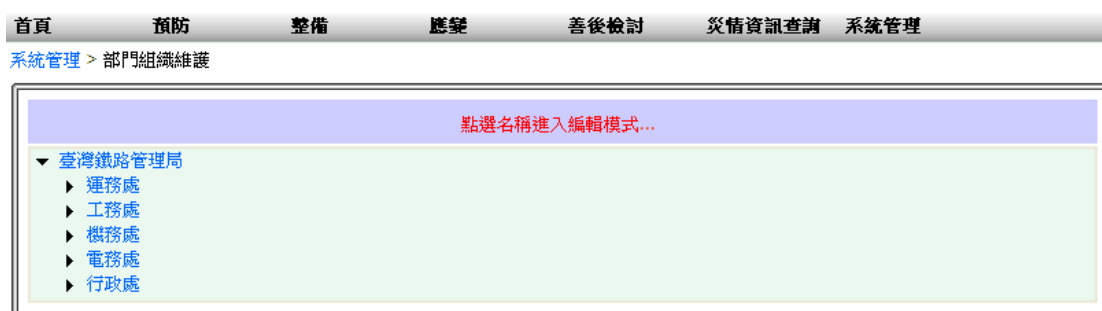 首頁 預防 整備 應變 善後檢討 災情資訊查詢 系統管理
系統管理 > 部門組織維護
點選名稱進入編輯模式...
臺灣鐵路管理局
運務處
工務處
機務處
電務處
行政處